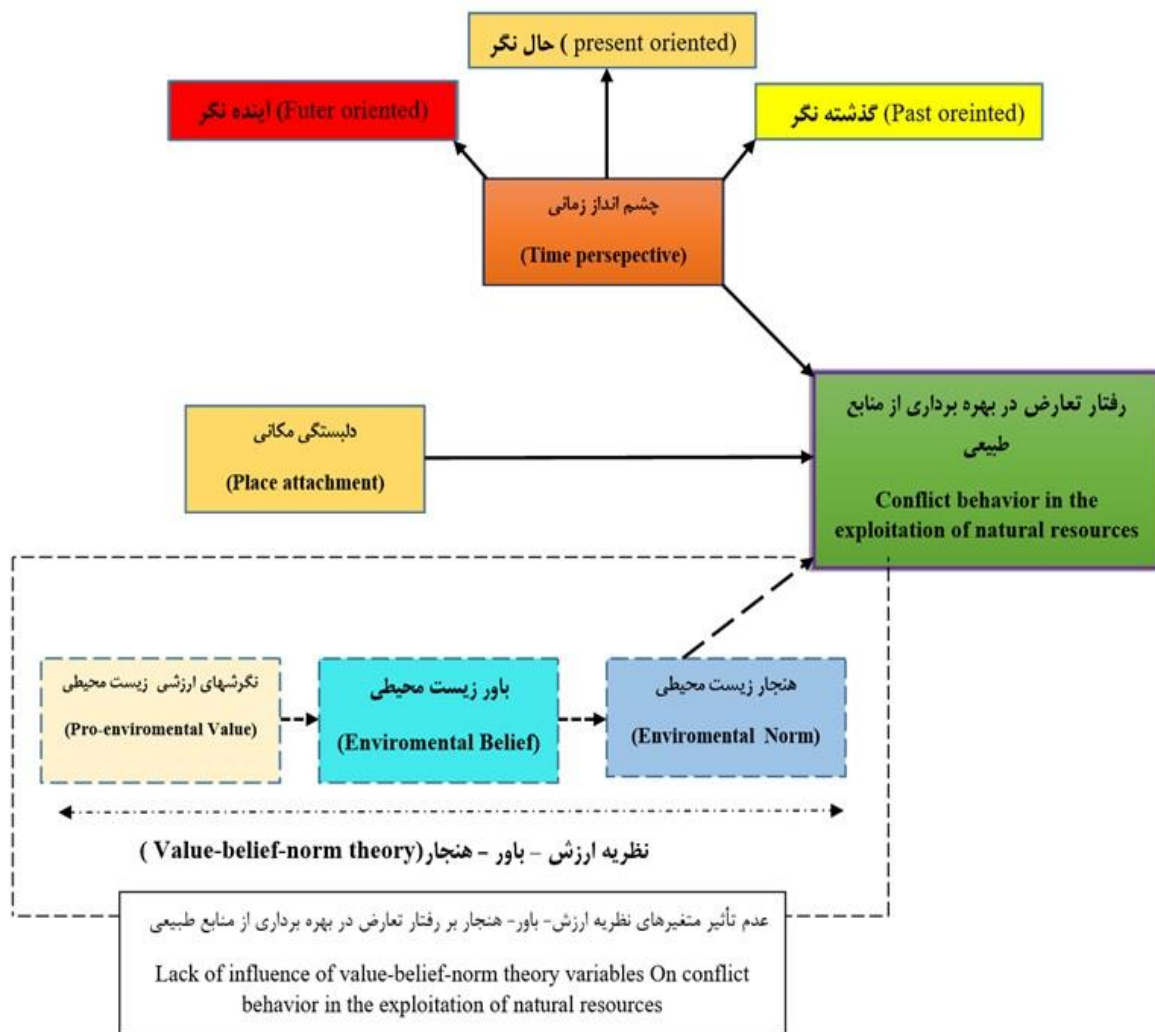 حال نگر ( present oriented)
آینده نگر (Futer oriented)
گذشته نگر (Past oreinted)
چشم انداز زمانی
(Time persepective)
رفتار تعارض در بهره برداری از منابع
طبیعی
Conflict behavior in the
exploitation of natural resources
دلبستگی مکانی
(Place attachment)
نگرشهای ارزشی زیست محیطی
(Pro-enviromental Value)
باور زیست محیطی
(Enviromental Belief)
هنجار زیست محیطی
(Enviromental Norm)
نظریه ارزش – باور – هنجار(Value-belief-norm theory )
عدم تأثیر متغیرهای نظریه ارزش- باور- هنجار بر رفتار تعارض در بهره برداری از منابع طبیعی
Lack of influence of value-belief-norm theory variables On conflict
behavior in the exploitation of natural resources